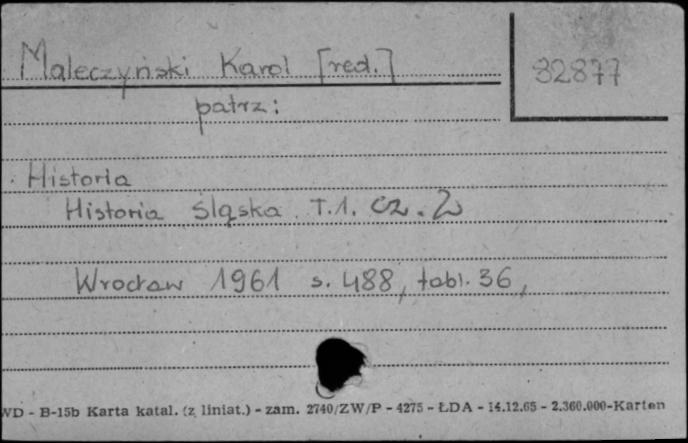 Maleczyński Karol [red.]
82877
patrz:
Historia
Historia śląska T.1. cz. 2
Wrocław 1961 s. 488, tabl. 36,
WD - B-15b Karta katal. (z liniat.) - zam. 2740/ZW/P - 4275 - ŁDA - 14.12.65 - 2.360.000-Karten